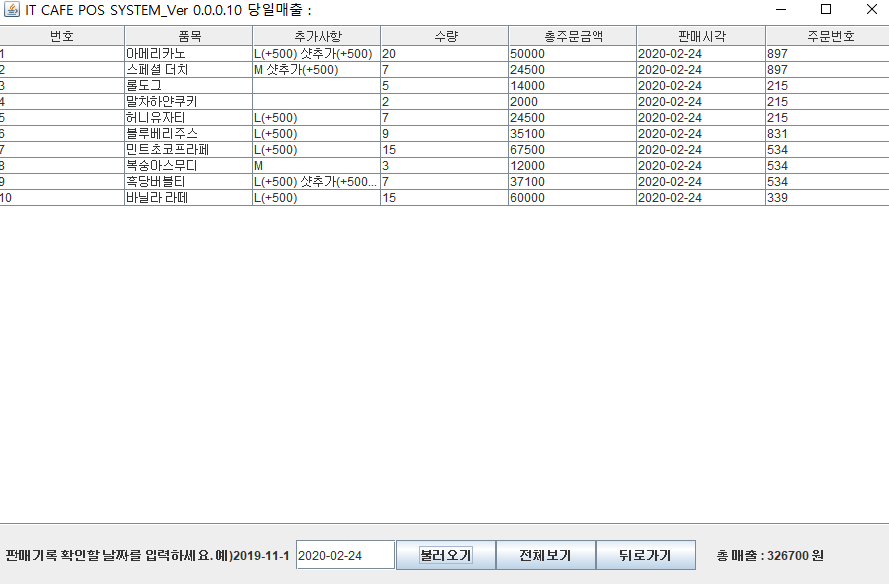 IT CAFE POS SYSTEM_Ver 0.0.0.10 당일매출 :
번호 품목 추가사항 수량 총주문금액 판매시각 주문번호
1 아메리카노 L(+500) 샷추가(+500) 20 50000 2020-02-24 897
2 스페셜 더치 M 샷추가(+500) 7 24500 2020-02-24 897
3 롤도그 5 14000 2020-02-24 215
4 말차하얀쿠키 2 2000 2020-02-24 215
5 허니유자티 L(+500) 7 24500 2020-02-24 215
6 블루베리주스 L(+500) 9 35100 2020-02-24 831
7 민트초코프라페 L(+500) 15 67500 2020-02-24 534
8 복숭아스무디 M 3 12000 2020-02-24 534
9 흑당버블티 L(+500) 샷추가(+500... 7 37100 2020-02-24 534
10 바닐라 라떼 L(+500) 15 60000 2020-02-24 339
판매기록 확인할 날짜를 입력하세요. 예)2019-11-1 2020-02-24 불러오기 전체보기 뒤로가기 총 매출 : 326700 원